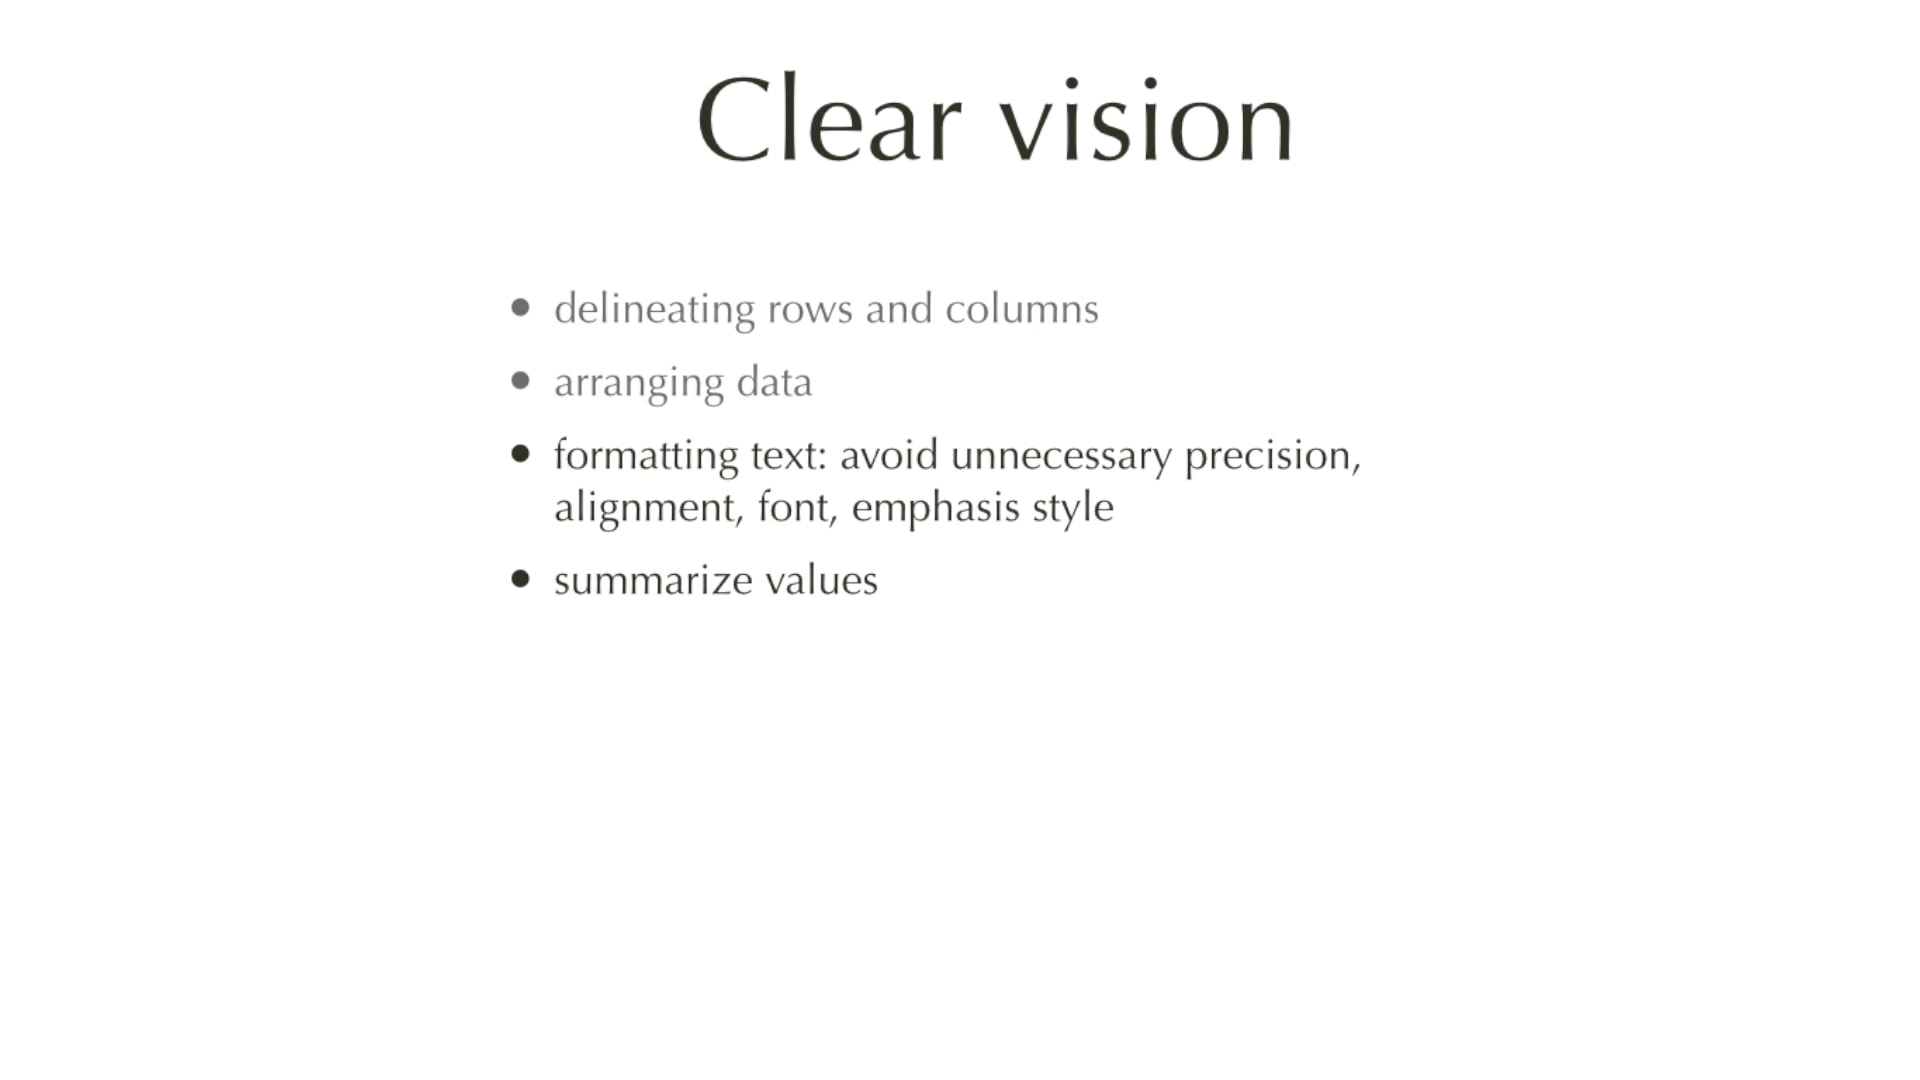 Clear vision
• delineating rows and columns
• arranging data
• formatting text: avoid unnecessary precision,
alignment, font, emphasis style
• summarize values